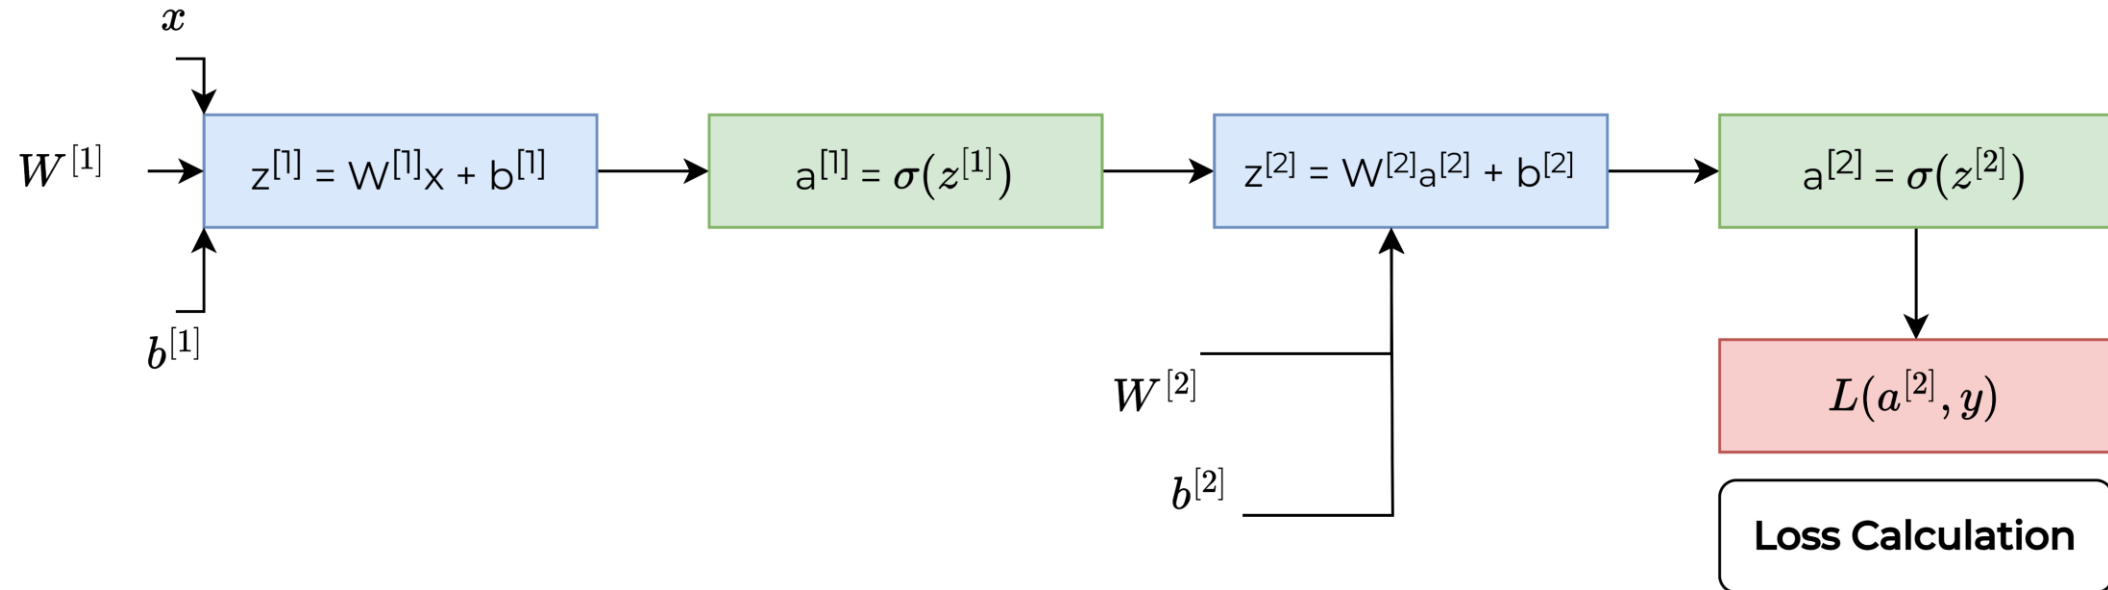 x
W^[1]
z^[1] = W^[1]x + b^[1]
a^[1] = σ(z^[1])
z^[2] = W^[2]a^[2] + b^[2]
a^[2] = σ(z^[2])
b^[1]
W^[2]
L(a^[2], y)
b^[2]
Loss Calculation